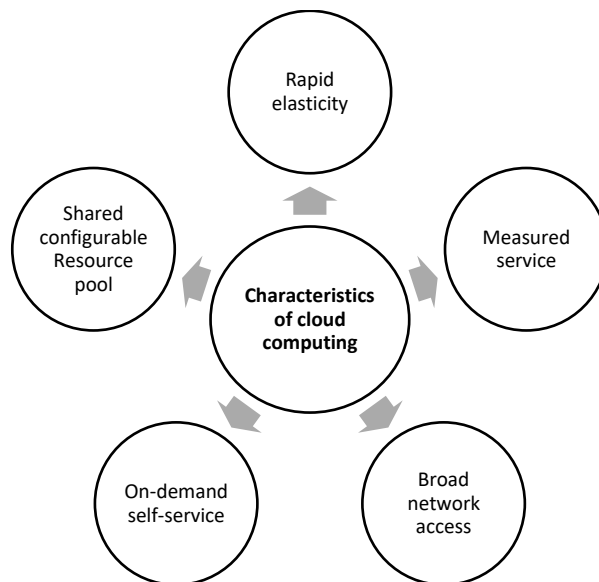 Rapid
elasticity
Shared
configurable
Resource
pool
Measured
service
Characteristics
of cloud
computing
On-demand
self-service
Broad
network
access